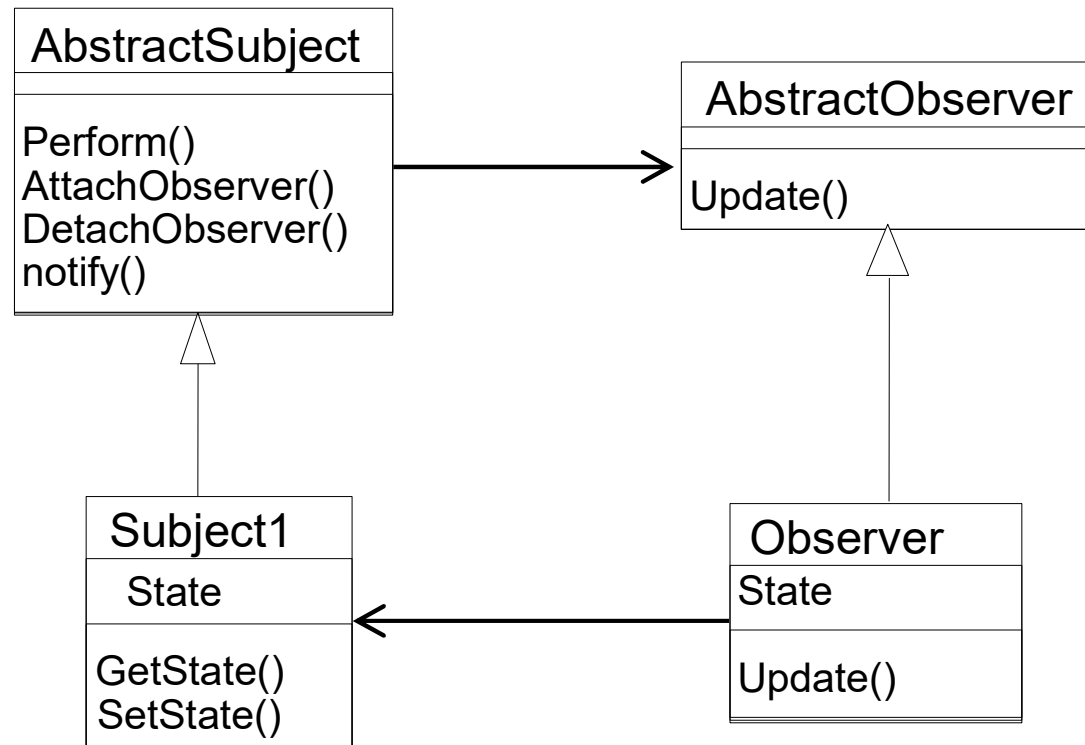 AbstractSubject
Perform()
AttachObserver()
DetachObserver()
notify()
AbstractObserver
Update()
Subject1
State
GetState()
SetState()
Observer
State
Update()